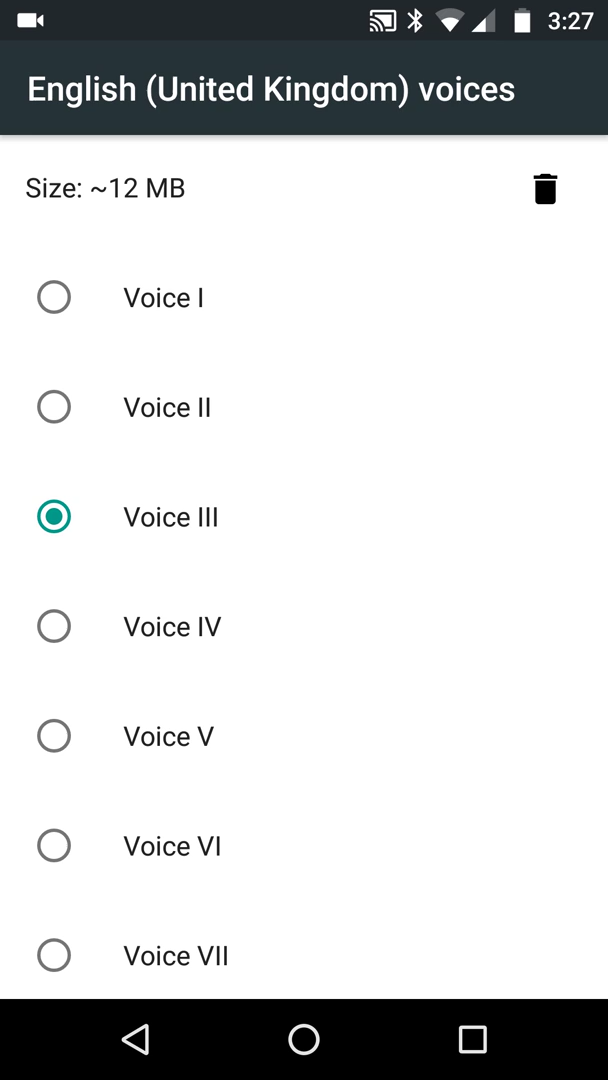 3:27
English (United Kingdom) voices
Size: ~12 MB
Voice I
Voice II
Voice III
Voice IV
Voice V
Voice VI
Voice VII